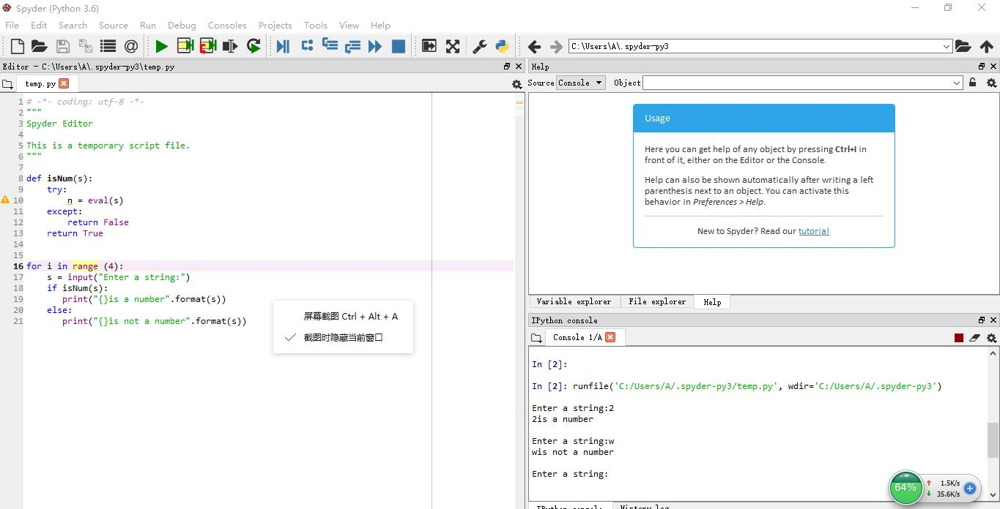 Spyder (Python 3.6)
File Edit Search Source Run Debug Consoles Projects Tools View Help
C:\Users\A\.spyder-py3
Editor - C:\Users\A\.spyder-py3\temp.py
temp.py
1 # -*- coding: utf-8 -*-
2 """
3 Spyder Editor
4
5 This is a temporary script file.
6 """
7
8 def isNum(s):
9 try:
10 n = eval(s)
11 except:
12 return False
13 return True
14
15
16 for i in range (4):
17 s = input("Enter a string:")
18 if isNum(s):
19 print("{}is a number".format(s))
20 else:
21 print("{}is not a number".format(s))
屏幕截图 Ctrl + Alt + A
截图时隐藏当前窗口
Help
Source Console Object
Usage
Here you can get help of any object by pressing Ctrl+I in
front of it, either on the Editor or the Console.
Help can also be shown automatically after writing a left
parenthesis next to an object. You can activate this
behavior in Preferences > Help.
New to Spyder? Read our tutorial
Variable explorer File explorer Help
IPython console
Console 1/A
In [2]:
In [2]: runfile('C:/Users/A/.spyder-py3/temp.py', wdir='C:/Users/A/.spyder-py3')
Enter a string:2
2is a number
Enter a string:w
wis not a number
Enter a string:
64% 1.5K/s
35.6K/s
IPython console History log